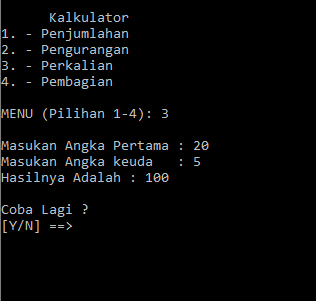 Kalkulator
1. - Penjumlahan
2. - Pengurangan
3. - Perkalian
4. - Pembagian
MENU (Pilihan 1-4): 3
Masukan Angka Pertama : 20
Masukan Angka keuda   : 5
Hasilnya Adalah : 100
Coba Lagi ?
[Y/N] ==>